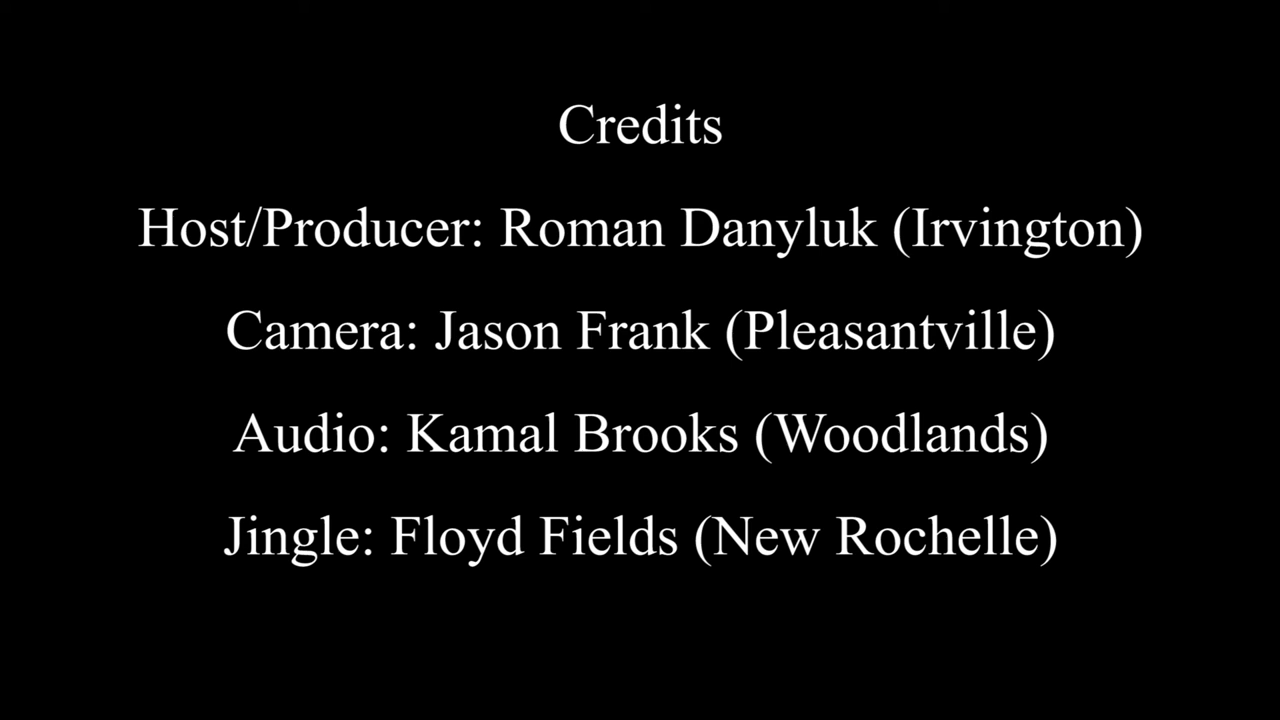 Credits
Host/Producer: Roman Danyluk (Irvington)
Camera: Jason Frank (Pleasantville)
Audio: Kamal Brooks (Woodlands)
Jingle: Floyd Fields (New Rochelle)